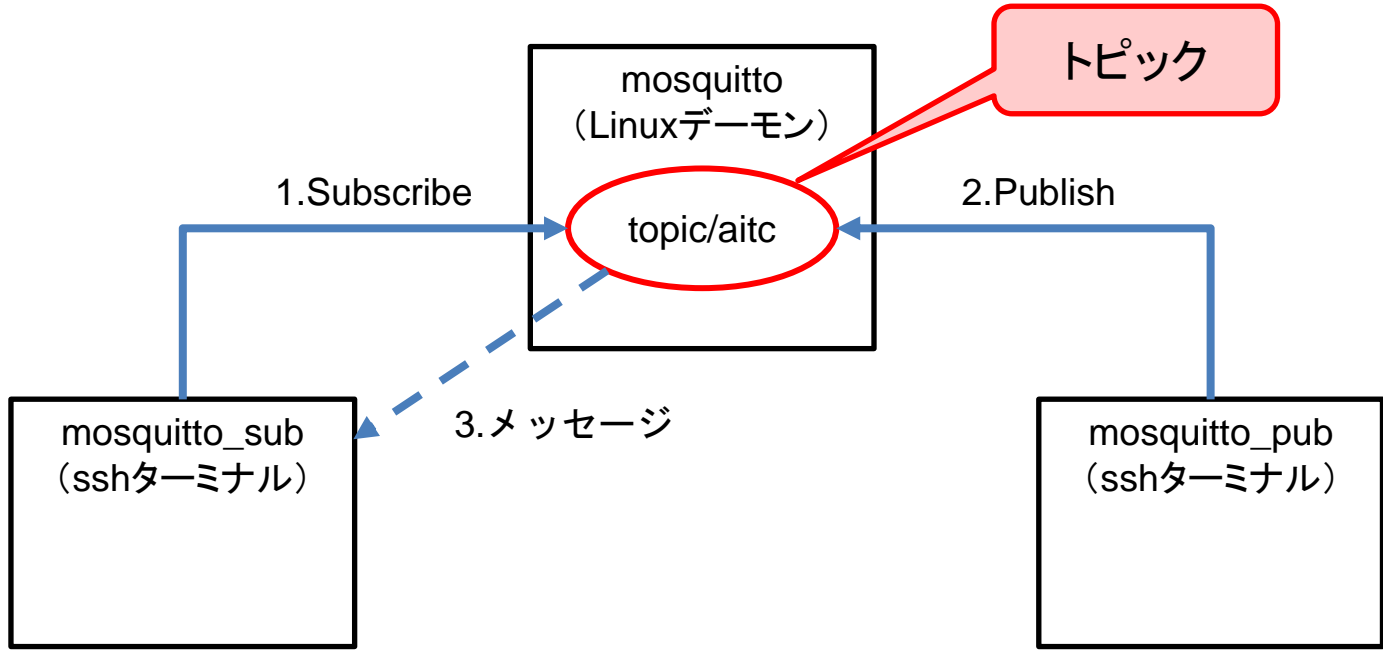 トピック
mosquitto
（Linuxデーモン）
1.Subscribe
2.Publish
topic/aitc
3.メッセージ
mosquitto_sub
（sshターミナル）
mosquitto_pub
（sshターミナル）